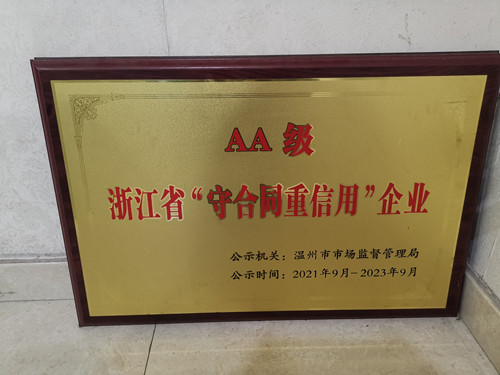 AA级
浙江省“守合同重信用”企业
公示机关：温州市市场监督管理局
公示时间：2021年9月-2023年9月